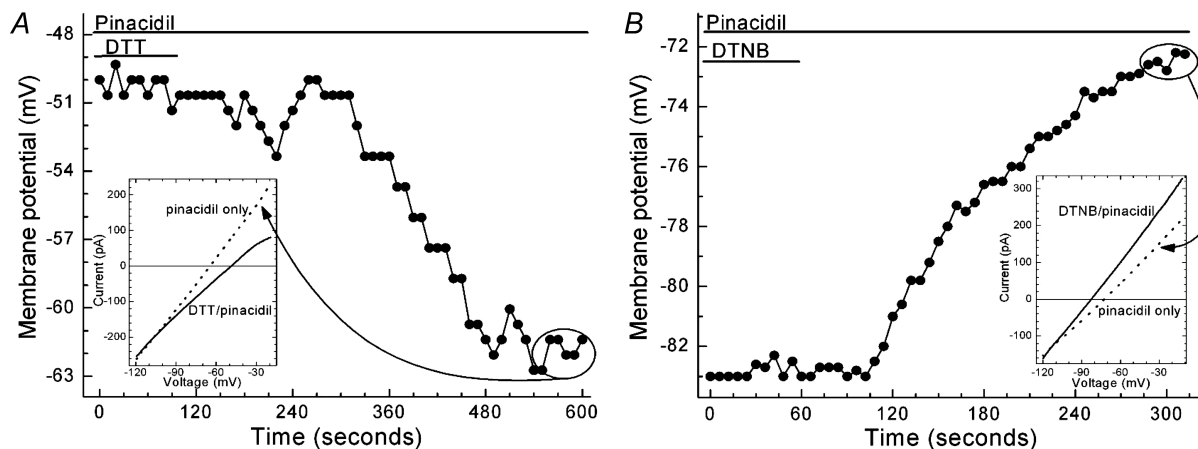 A
Pinacidil
DTT
-48
-51
-54
-57
-60
-63
Membrane potential (mV)
0 120 240 360 480 600
Time (seconds)
200
100
0
-100
-200
Current (pA)
pinacidil only
DTT/pinacidil
-120 -90 -60 -30
Voltage (mV)
B
Pinacidil
DTNB
-72
-74
-76
-78
-80
-82
Membrane potential (mV)
0 60 120 180 240 300
Time (seconds)
300
200
100
0
-100
Current (pA)
DTNB/pinacidil
pinacidil only
-120 -90 -60 -30
Voltage (mV)